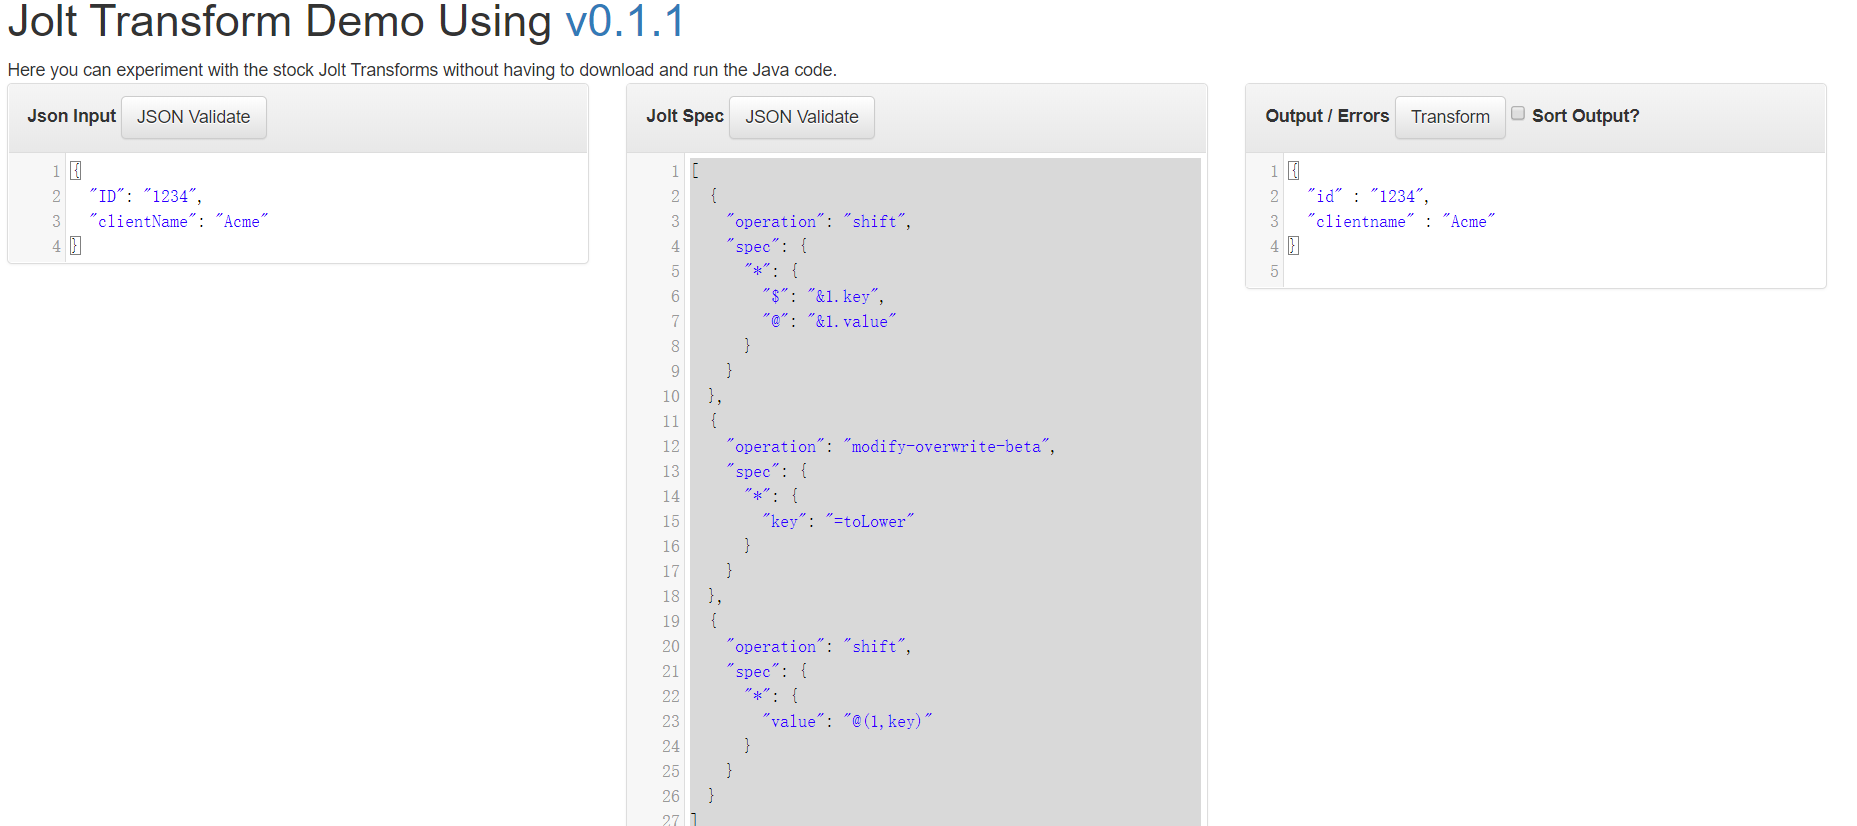 Jolt Transform Demo Using v0.1.1
Here you can experiment with the stock Jolt Transforms without having to download and run the Java code.
Json Input JSON Validate
1 {
2 "ID": "1234",
3 "clientName": "Acme"
4 }
Jolt Spec JSON Validate
1 [
2 {
3 "operation": "shift",
4 "spec": {
5 "*": {
6 "$": "&1.key",
7 "@": "&1.value"
8 }
9 }
10 },
11 {
12 "operation": "modify-overwrite-beta",
13 "spec": {
14 "*": {
15 "key": "=toLower"
16 }
17 }
18 },
19 {
20 "operation": "shift",
21 "spec": {
22 "*": {
23 "value": "@(1,key)"
24 }
25 }
26 }
27 ]
Output / Errors Transform Sort Output?
1 {
2 "id" : "1234",
3 "clientname" : "Acme"
4 }
5